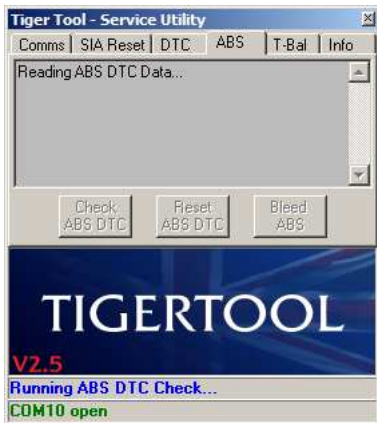 Tiger Tool - Service Utility
Comms SIA Reset DTC ABS T-Bal Info
Reading ABS DTC Data...
Check ABS DTC
Reset ABS DTC
Bleed ABS
TIGERTOOL
V2.5
Running ABS DTC Check...
COM10 open